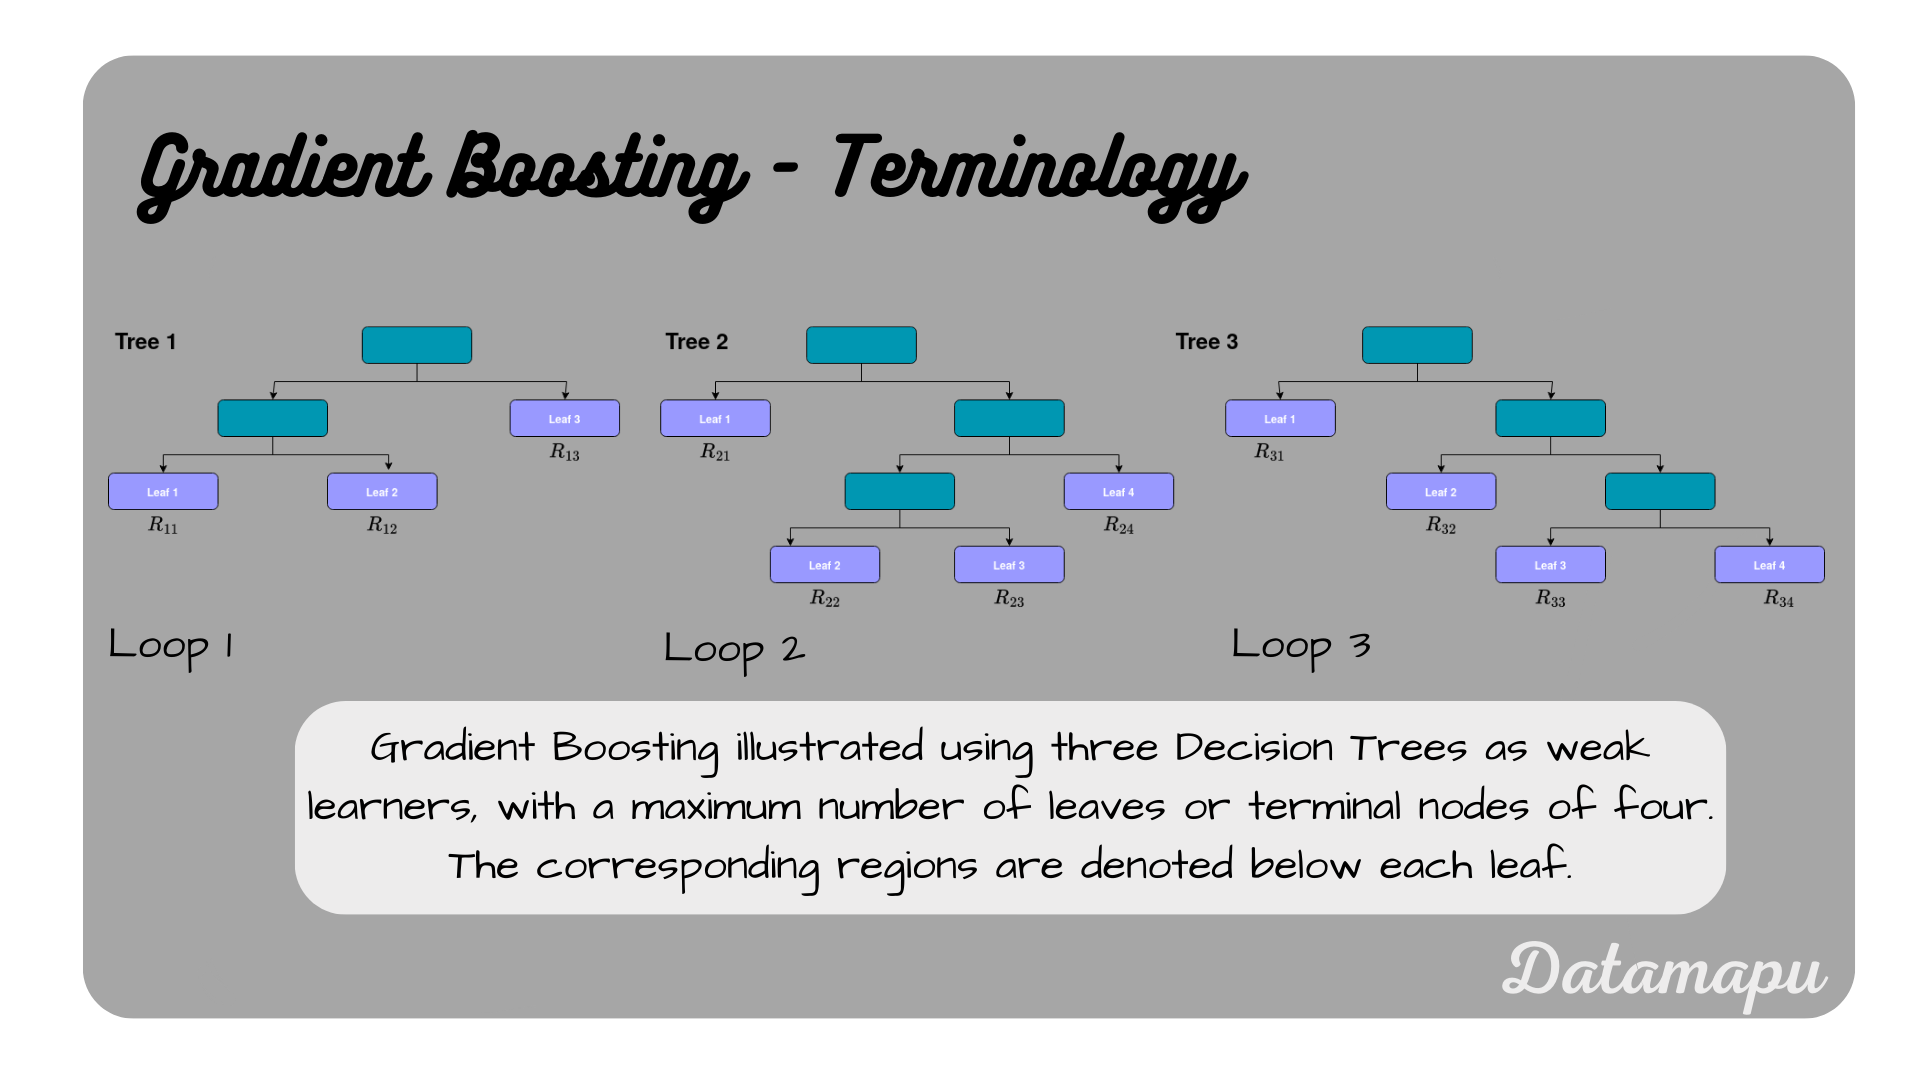 Gradient Boosting - Terminology
Tree 1
Tree 2
Tree 3
Leaf 3
R13
Leaf 1
R11
Leaf 2
R12
Leaf 1
R21
Leaf 4
R24
Leaf 2
R22
Leaf 3
R23
Leaf 1
R31
Leaf 2
R32
Leaf 3
R33
Leaf 4
R34
Loop 1
Loop 2
Loop 3
Gradient Boosting illustrated using three Decision Trees as weak
learners, with a maximum number of leaves or terminal nodes of four.
The corresponding regions are denoted below each leaf.
Datamapu